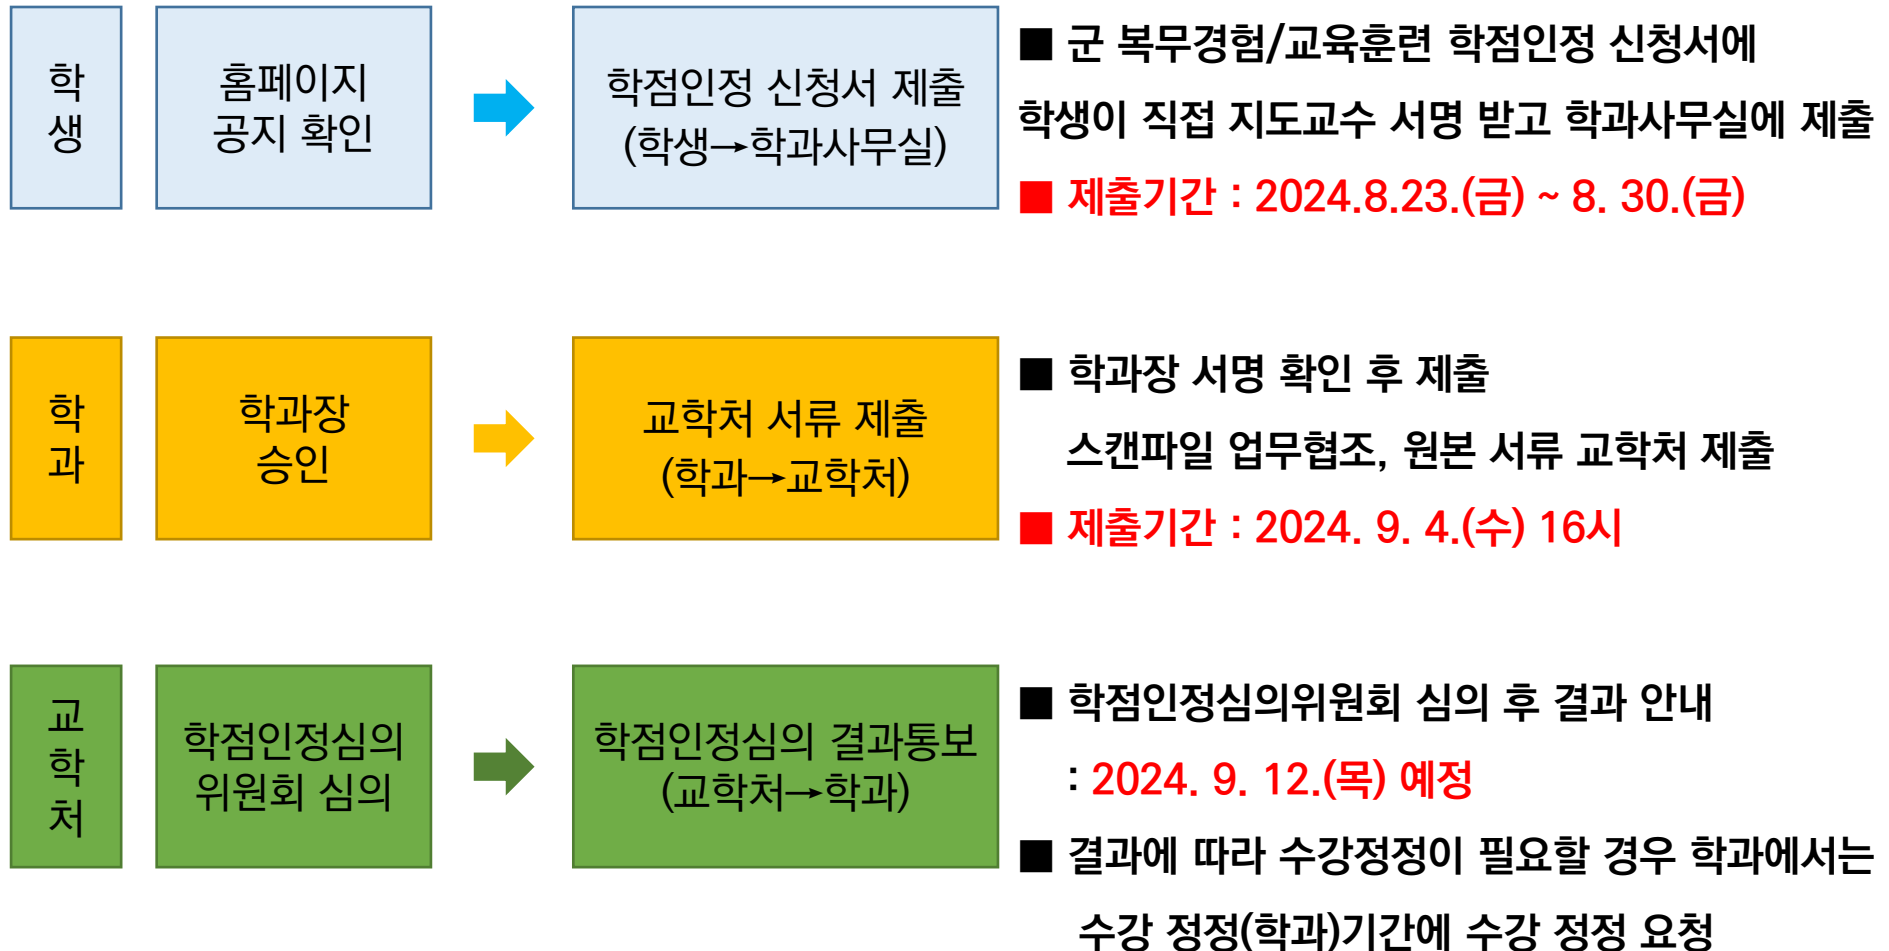 학
생
홈페이지
공지 확인
학점인정 신청서 제출
(학생→학과사무실)
■ 군 복무경험/교육훈련 학점인정 신청서에
학생이 직접 지도교수 서명 받고 학과사무실에 제출
■ 제출기간 : 2024.8.23.(금) ~ 8. 30.(금)
학
과
학과장
승인
교학처 서류 제출
(학과→교학처)
■ 학과장 서명 확인 후 제출
스캔파일 업무협조, 원본 서류 교학처 제출
■ 제출기간 : 2024. 9. 4.(수) 16시
교
학
처
학점인정심의
위원회 심의
학점인정심의 결과통보
(교학처→학과)
■ 학점인정심의위원회 심의 후 결과 안내
: 2024. 9. 12.(목) 예정
■ 결과에 따라 수강정정이 필요할 경우 학과에서는
수강 정정(학과)기간에 수강 정정 요청